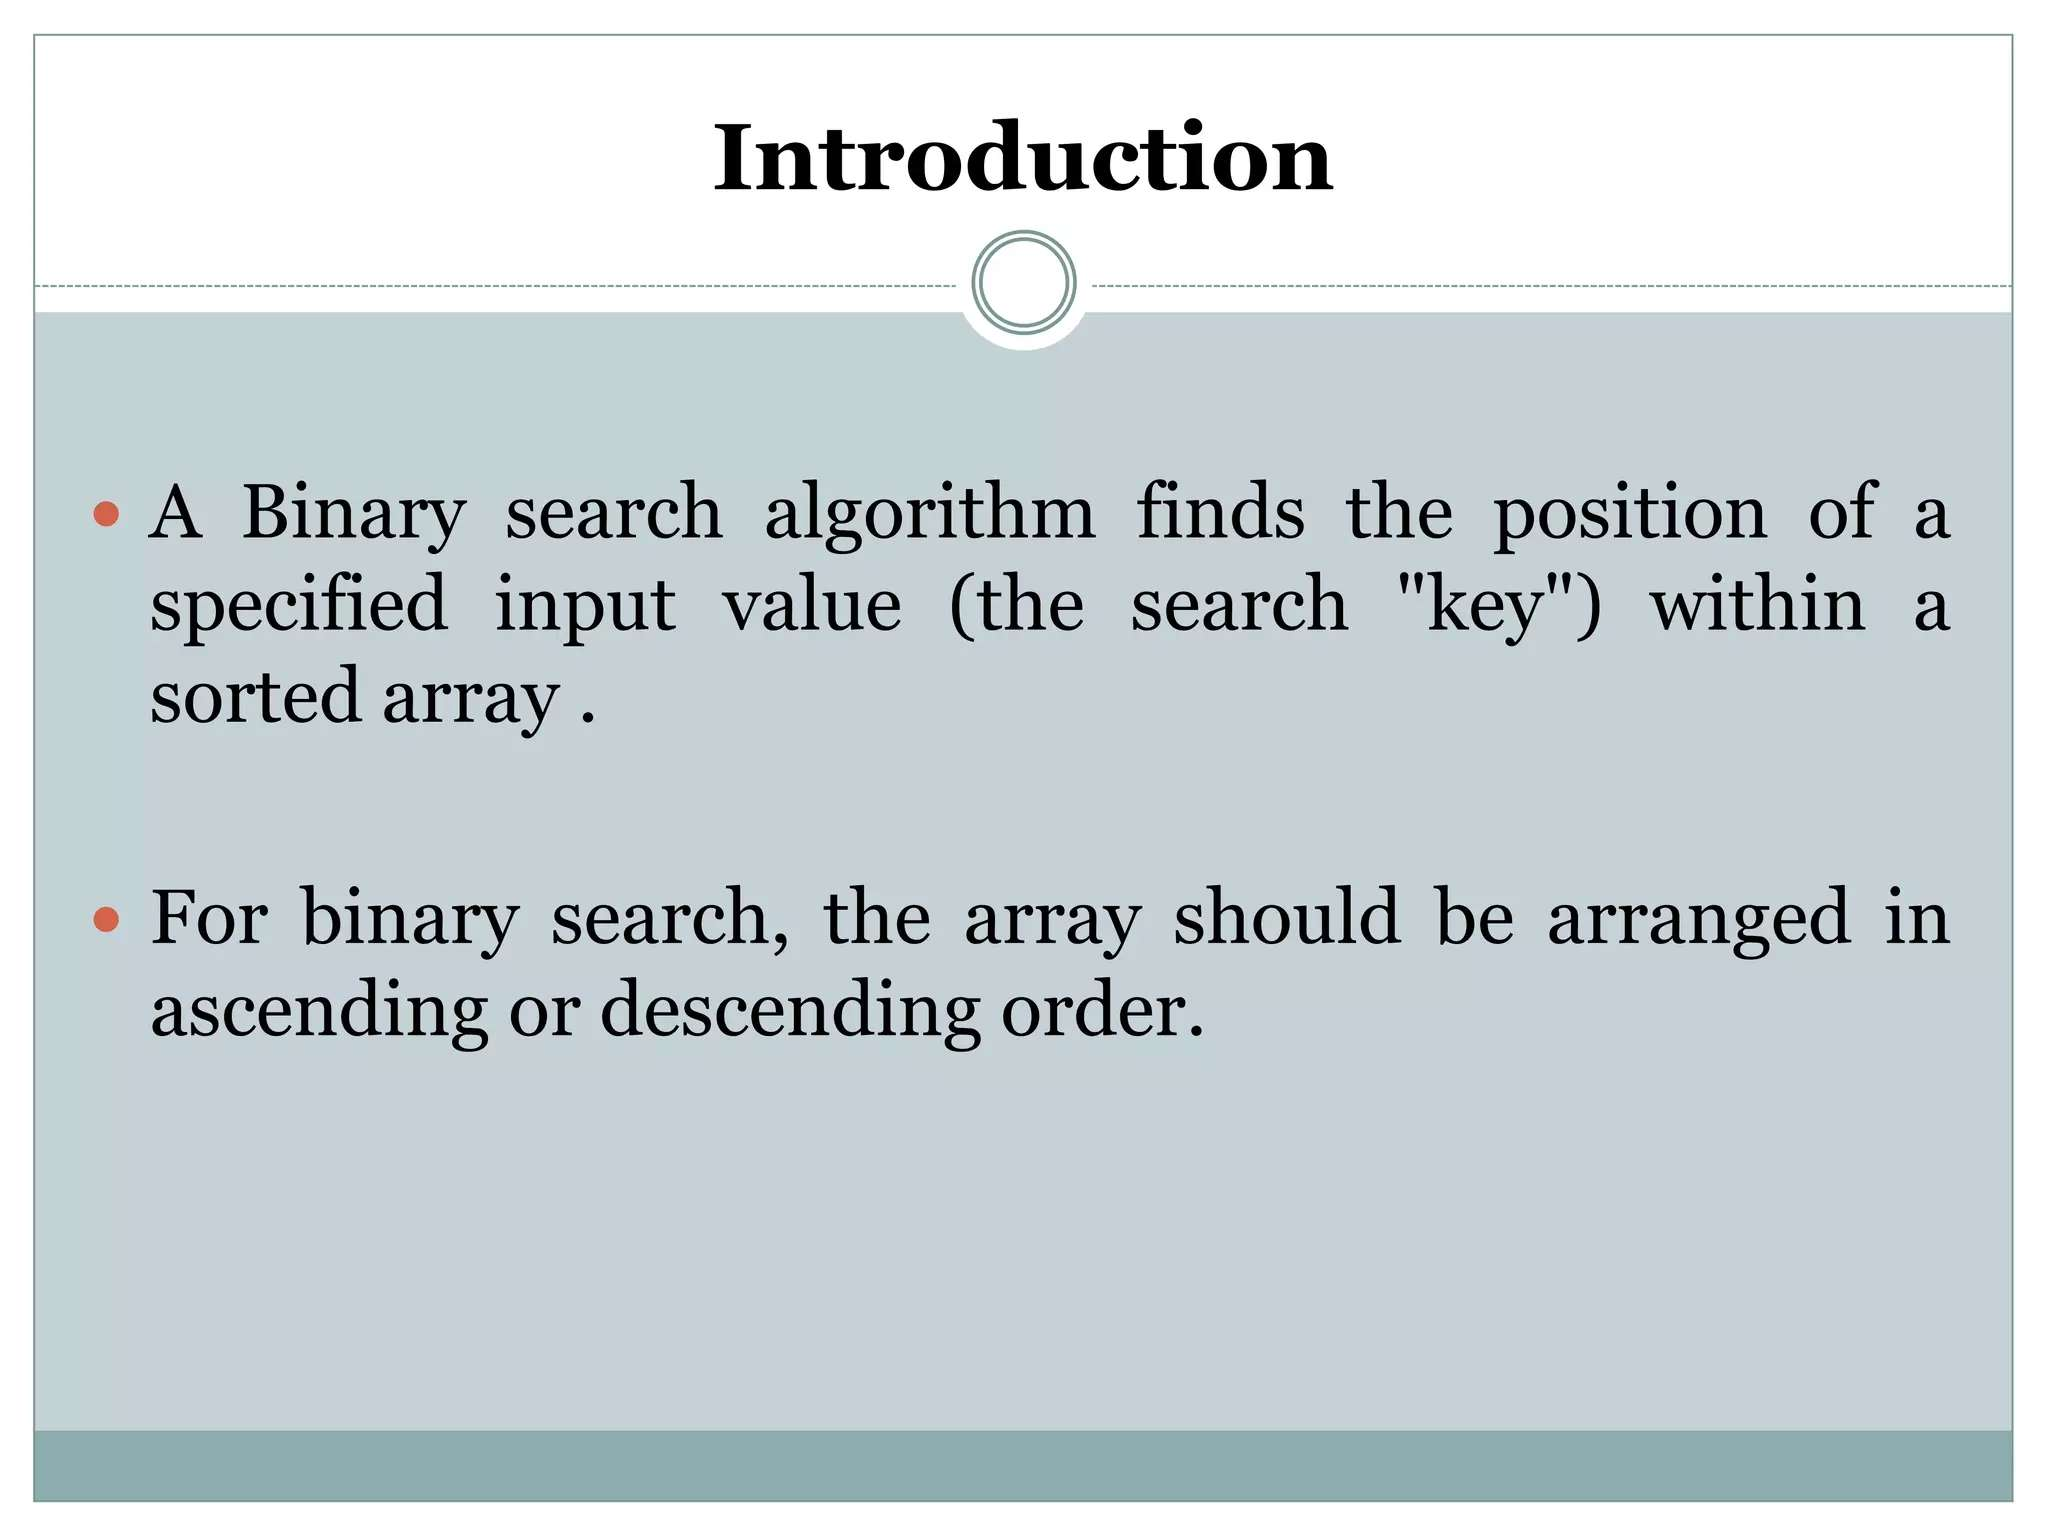 Introduction
• A Binary search algorithm finds the position of a
specified input value (the search "key") within a
sorted array .
• For binary search, the array should be arranged in
ascending or descending order.